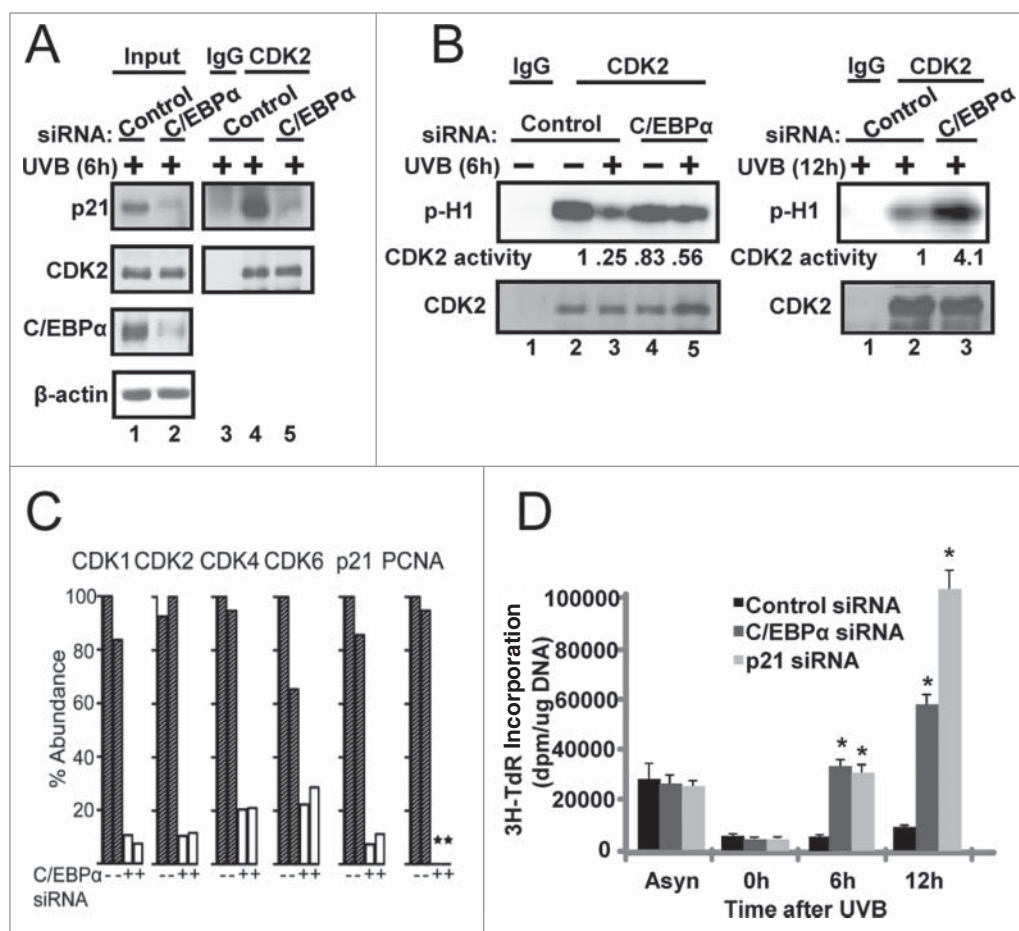 A
Input
IgG CDK2
siRNA: Control C/EBPα Control C/EBPα
UVB (6h) + + + + +
p21
CDK2
C/EBPα
β-actin
1 2 3 4 5
B
IgG CDK2
siRNA: Control C/EBPα
UVB (6h) − − + − +
p-H1
CDK2 activity 1 .25 .83 .56
CDK2
1 2 3 4 5
IgG CDK2
siRNA: Control C/EBPα
UVB (12h) + + +
p-H1
CDK2 activity 1 4.1
CDK2
1 2 3
C
CDK1 CDK2 CDK4 CDK6 p21 PCNA
% Abundance
100
80
60
40
20
★★
C/EBPα siRNA
--++ --++ --++ --++ --++ --++
D
3H-TdR Incorporation
(dpm/ug DNA)
100000
80000
60000
40000
20000
0
Control siRNA
C/EBPα siRNA
p21 siRNA
* *
* *
Asyn 0h 6h 12h
Time after UVB